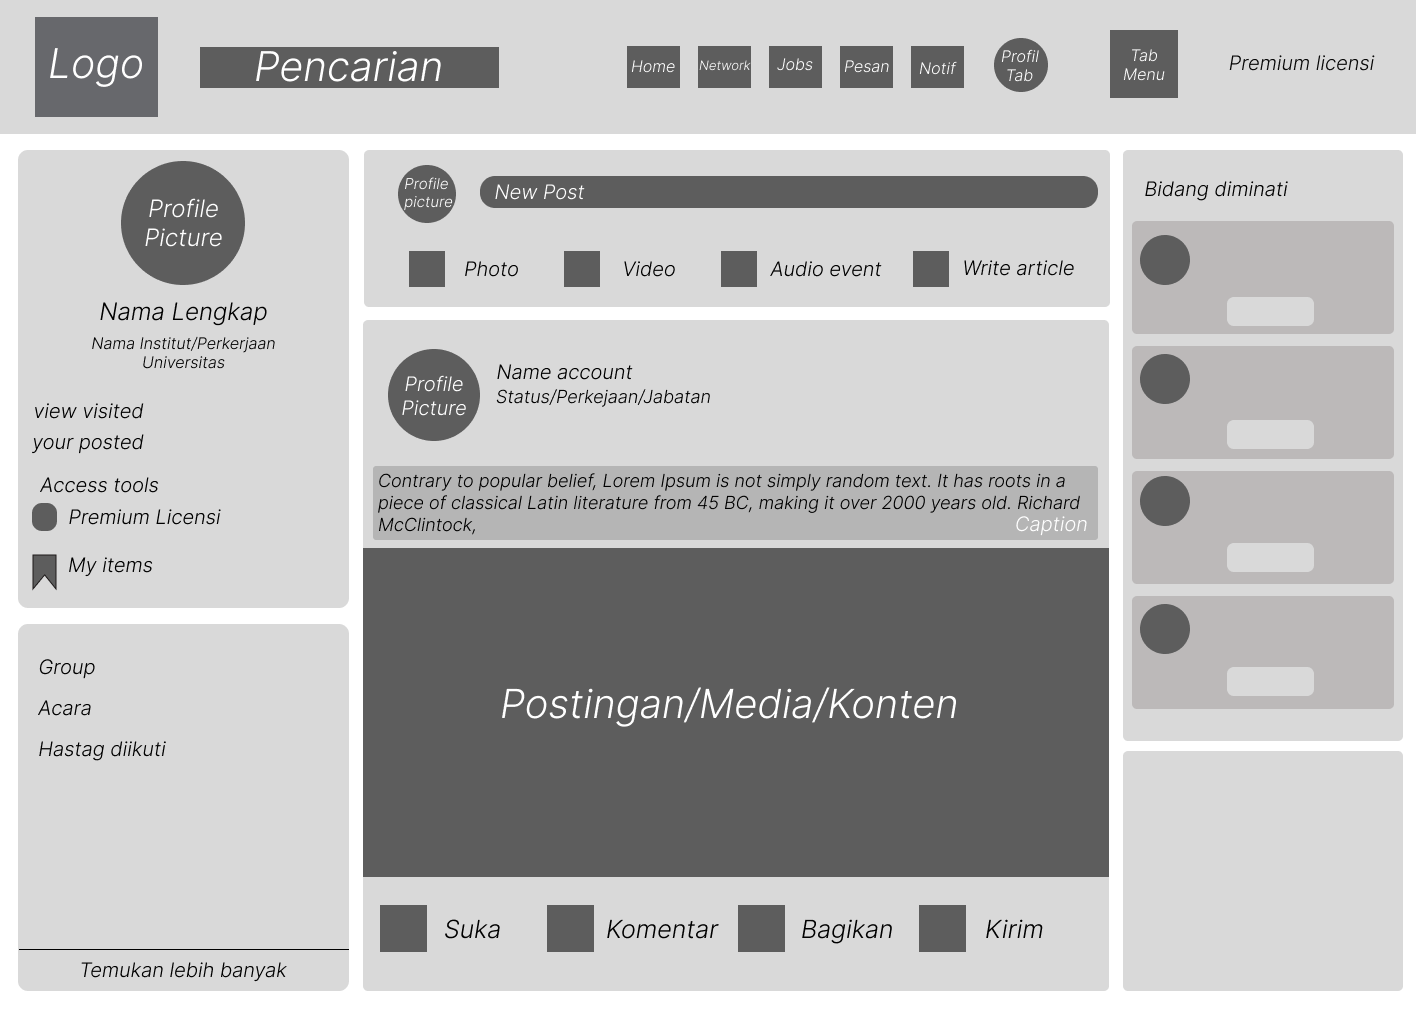 Logo
Pencarian
Home
Network
Jobs
Pesan
Notif
Profil
Tab
Tab
Menu
Premium licensi
Profile
Picture
Nama Lengkap
Nama Institut/Perkerjaan
Universitas
view visited
your posted
Access tools
Premium Licensi
My items
Group
Acara
Hastag diikuti
Temukan lebih banyak
Profile
picture
New Post
Photo
Video
Audio event
Write article
Profile
Picture
Name account
Status/Perkejaan/Jabatan
Contrary to popular belief, Lorem Ipsum is not simply random text. It has roots in a
piece of classical Latin literature from 45 BC, making it over 2000 years old. Richard
McClintock,
Caption
Postingan/Media/Konten
Suka
Komentar
Bagikan
Kirim
Bidang diminati